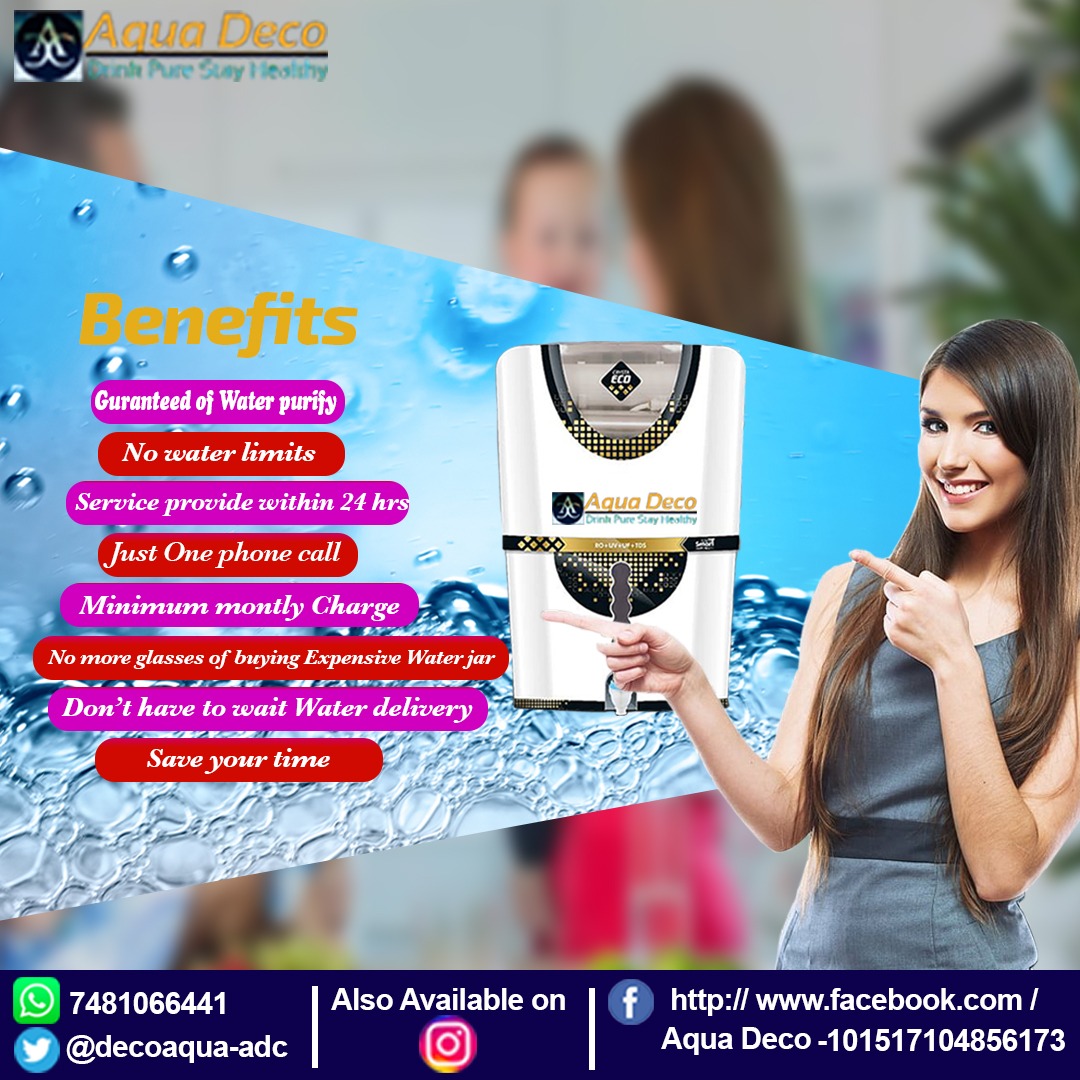 Aqua Deco
Drink Pure Stay Healthy
Benefits
Guranteed of Water purify
No water limits
Service provide within 24 hrs
Just One phone call
Minimum montly Charge
No more glasses of buying Expensive Water jar
Don't have to wait Water delivery
Save your time
ECO
Aqua Deco
Drink Pure Stay Healthy
RO+UV+UF+TDS
Smart
7481066441
@decoaqua-adc
Also Available on
http:// www.facebook.com /
Aqua Deco -101517104856173